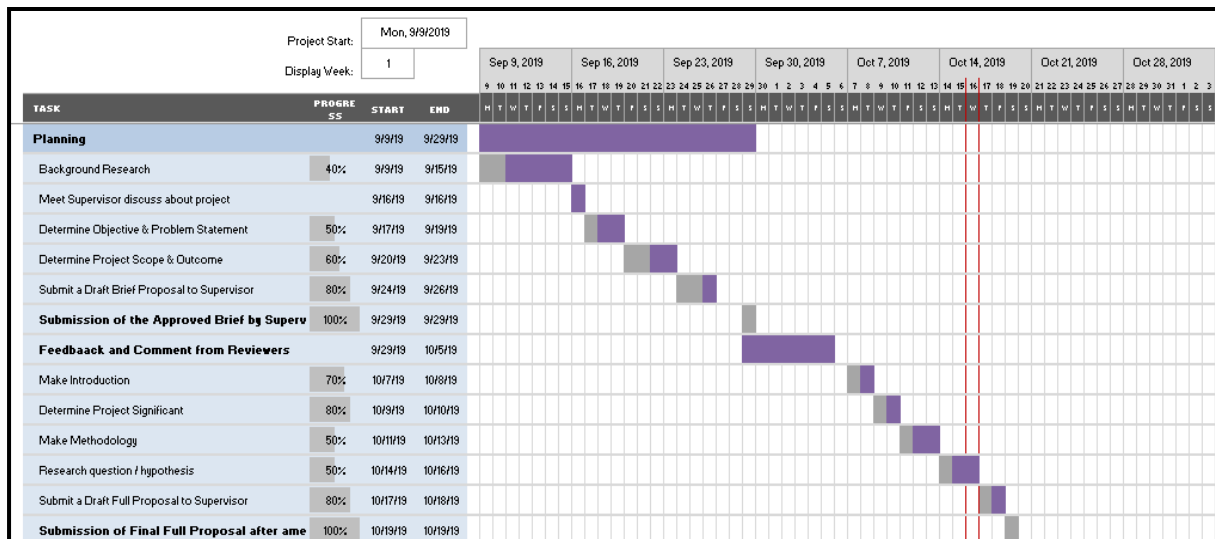 Project Start: Mon, 9/9/2019
Display Week: 1
Sep 9, 2019 Sep 16, 2019 Sep 23, 2019 Sep 30, 2019 Oct 7, 2019 Oct 14, 2019 Oct 21, 2019 Oct 28, 2019
9 10 11 12 13 14 15 16 17 18 19 20 21 22 23 24 25 26 27 28 29 30 1 2 3 4 5 6 7 8 9 10 11 12 13 14 15 16 17 18 19 20 21 22 23 24 25 26 27 28 29 30 31 1 2 3
TASK PROGRE SS START END M T W T F S S M T W T F S S M T W T F S S M T W T F S S M T W T F S S M T W T F S S M T W T F S S M T W T F S S
Planning 9/9/19 9/29/19
Background Research 40% 9/9/19 9/15/19
Meet Supervisor discuss about project 9/16/19 9/16/19
Determine Objective & Problem Statement 50% 9/17/19 9/19/19
Determine Project Scope & Outcome 60% 9/20/19 9/23/19
Submit a Draft Brief Proposal to Supervisor 80% 9/24/19 9/26/19
Submission of the Approved Brief by Superv 100% 9/29/19 9/29/19
Feedbaack and Comment from Reviewers 9/29/19 10/5/19
Make Introduction 70% 10/7/19 10/8/19
Determine Project Significant 80% 10/9/19 10/10/19
Make Methodology 50% 10/11/19 10/13/19
Research question / hypothesis 50% 10/14/19 10/16/19
Submit a Draft Full Proposal to Supervisor 80% 10/17/19 10/18/19
Submission of Final Full Proposal after ame 100% 10/19/19 10/19/19